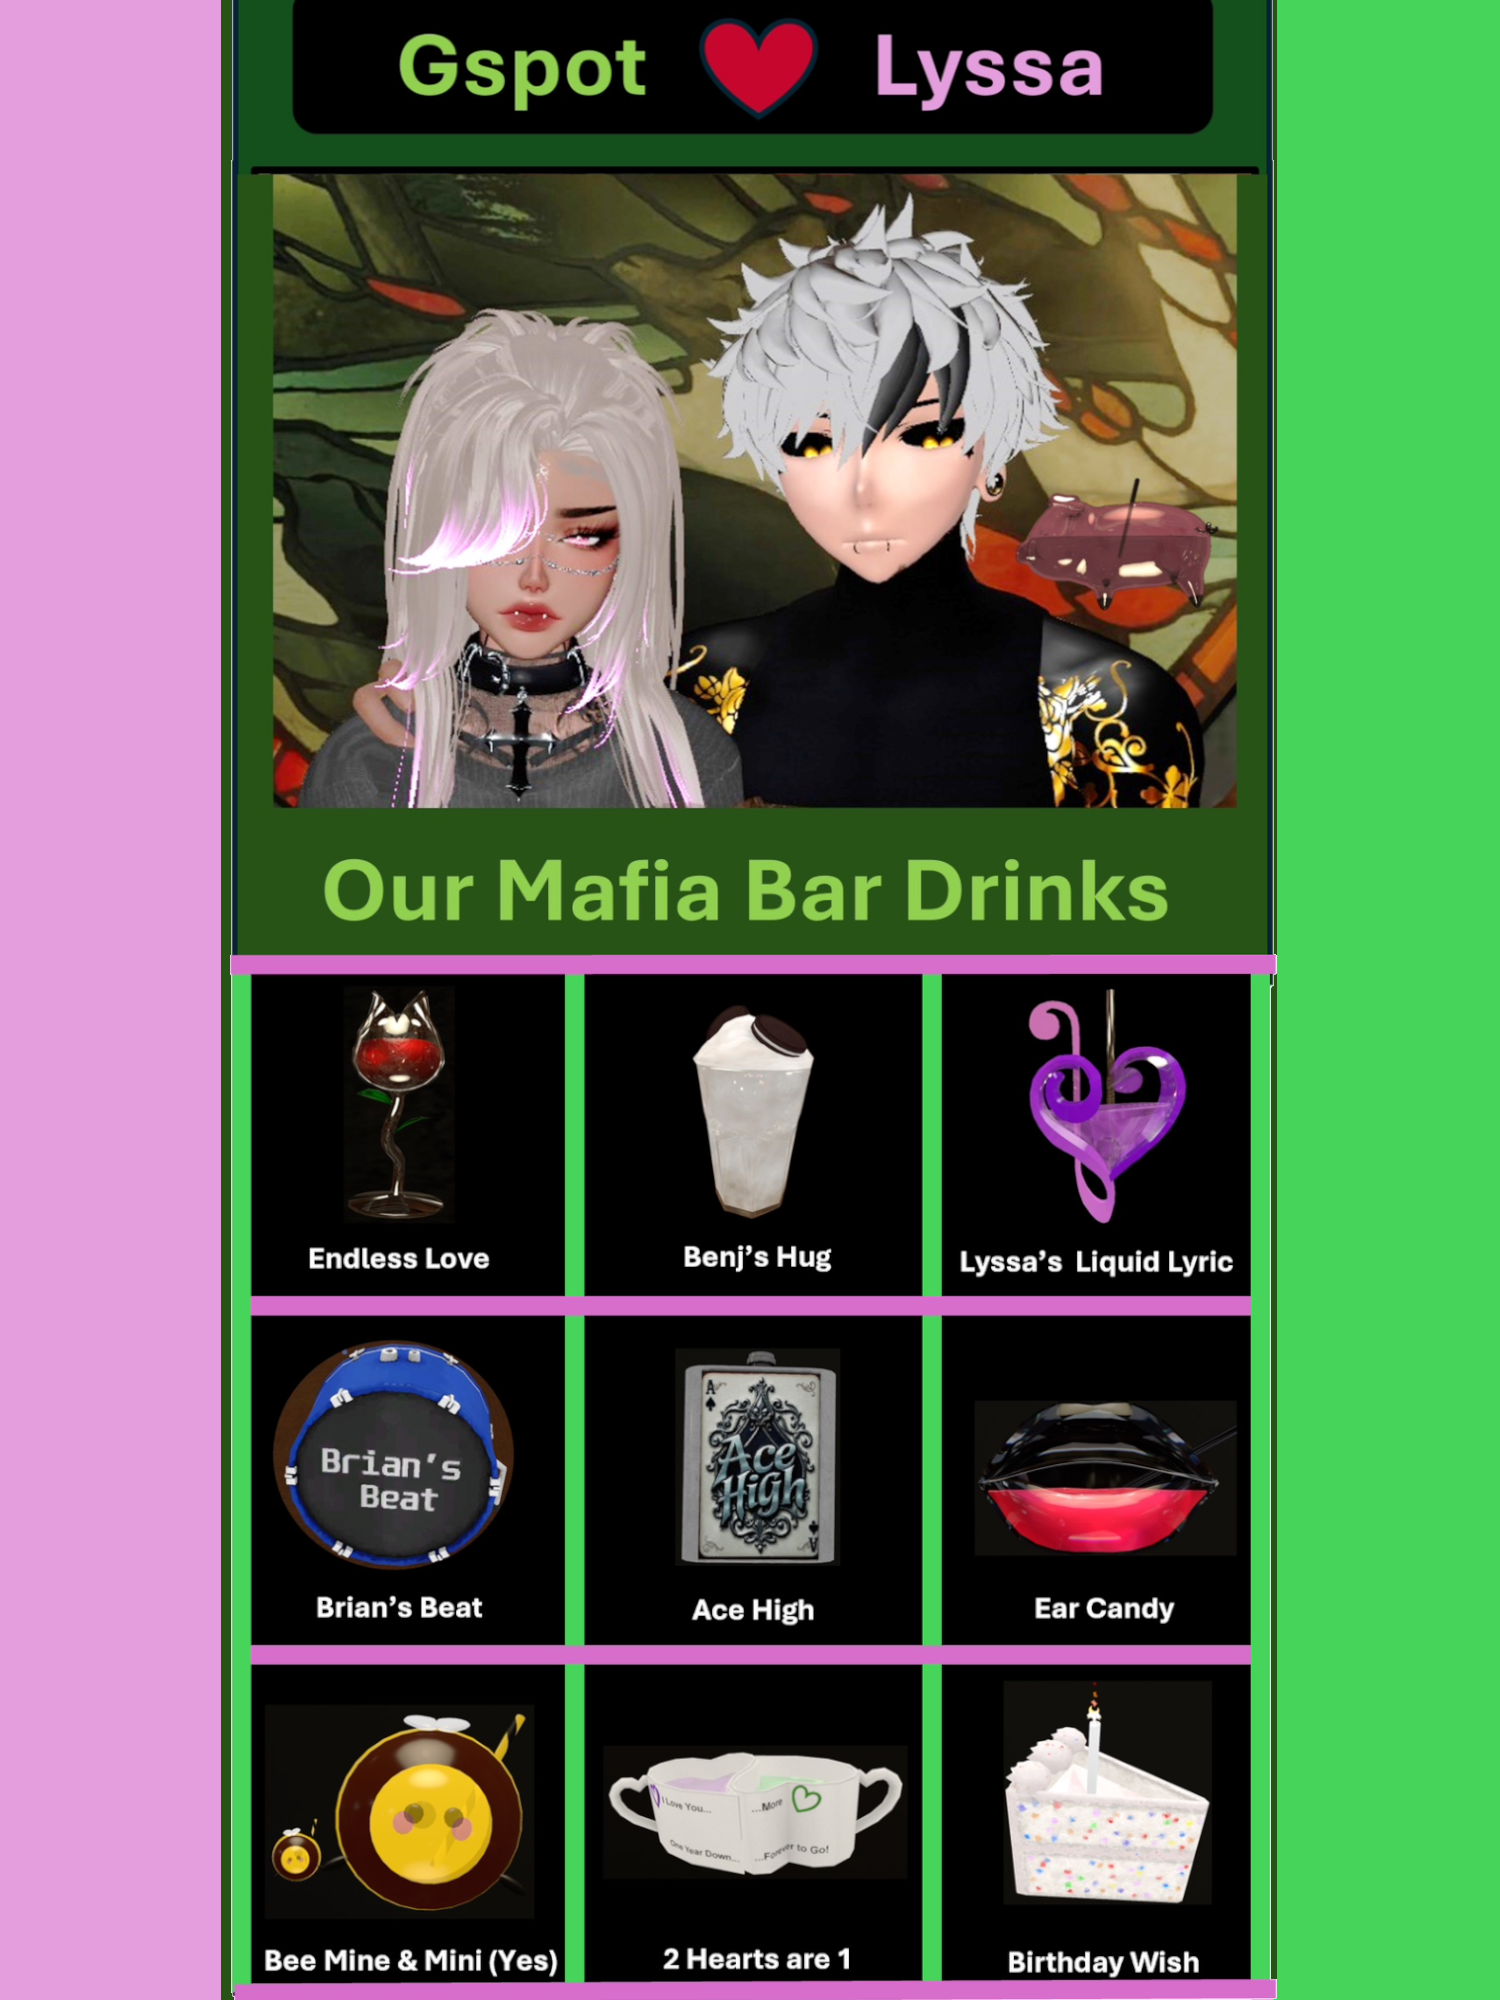 Gspot ❤ Lyssa
Our Mafia Bar Drinks
Endless Love
Benj's Hug
Lyssa's Liquid Lyric
Brian's
Beat
Brian's Beat
A
Ace
High
A
Ace High
Ear Candy
Bee Mine & Mini (Yes)
I Love You...
...More
One Year Down...
...Forever to Go!
2 Hearts are 1
Birthday Wish